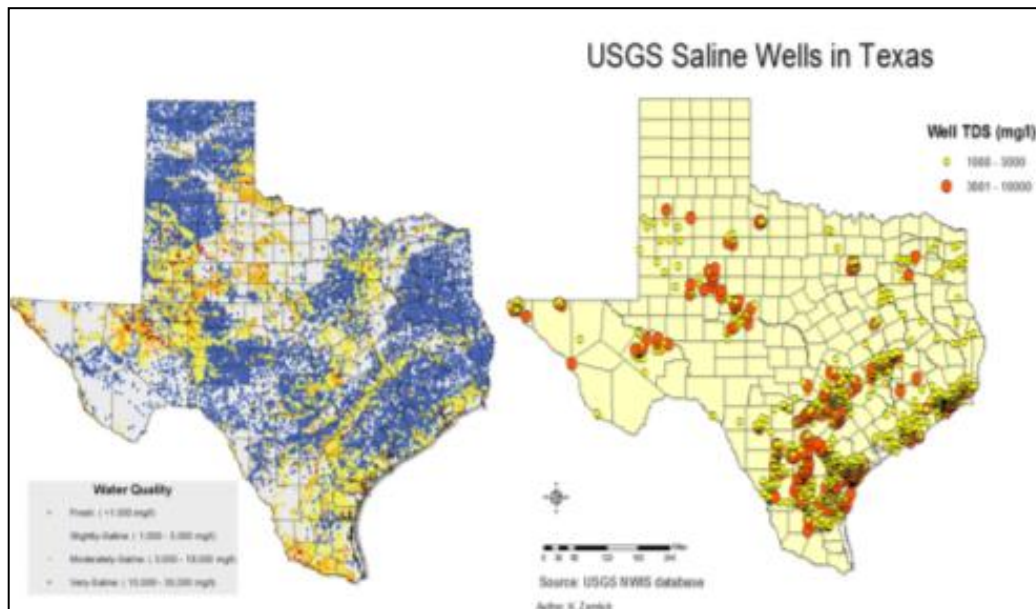 USGS Saline Wells in Texas
Well TDS (mg/l)
1000 - 3000
3001 - 10000
Water Quality
Fresh ( <1,000 mg/l)
Slightly-Saline ( 1,000 - 3,000 mg/l)
Moderately-Saline ( 3,000 - 10,000 mg/l)
Very-Saline ( 10,000 - 35,000 mg/l)
Source: USGS NWIS database
Author: